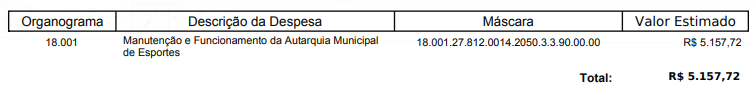 Organograma Descrição da Despesa Máscara Valor Estimado
18.001 Manutenção e Funcionamento da Autarquia Municipal de Esportes 18.001.27.812.0014.2050.3.3.90.00.00 R$ 5.157,72
Total: R$ 5.157,72